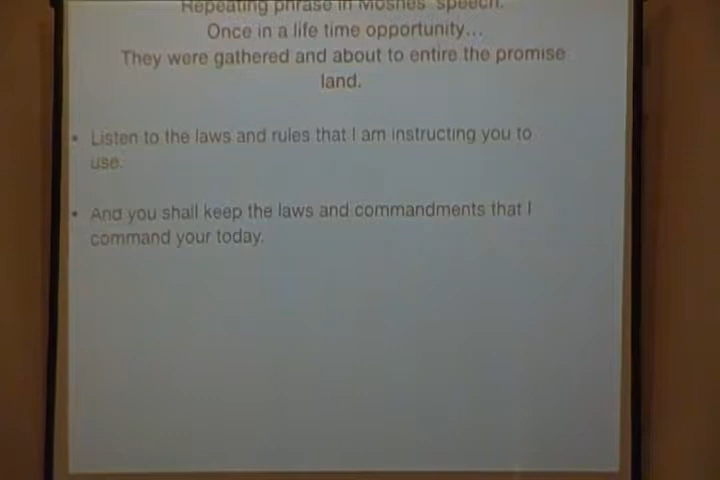 Repeating phrase in Moshes' speech.
Once in a life time opportunity...
They were gathered and about to entire the promise
land.
• Listen to the laws and rules that I am instructing you to
use.
• And you shall keep the laws and commandments that I
command your today.